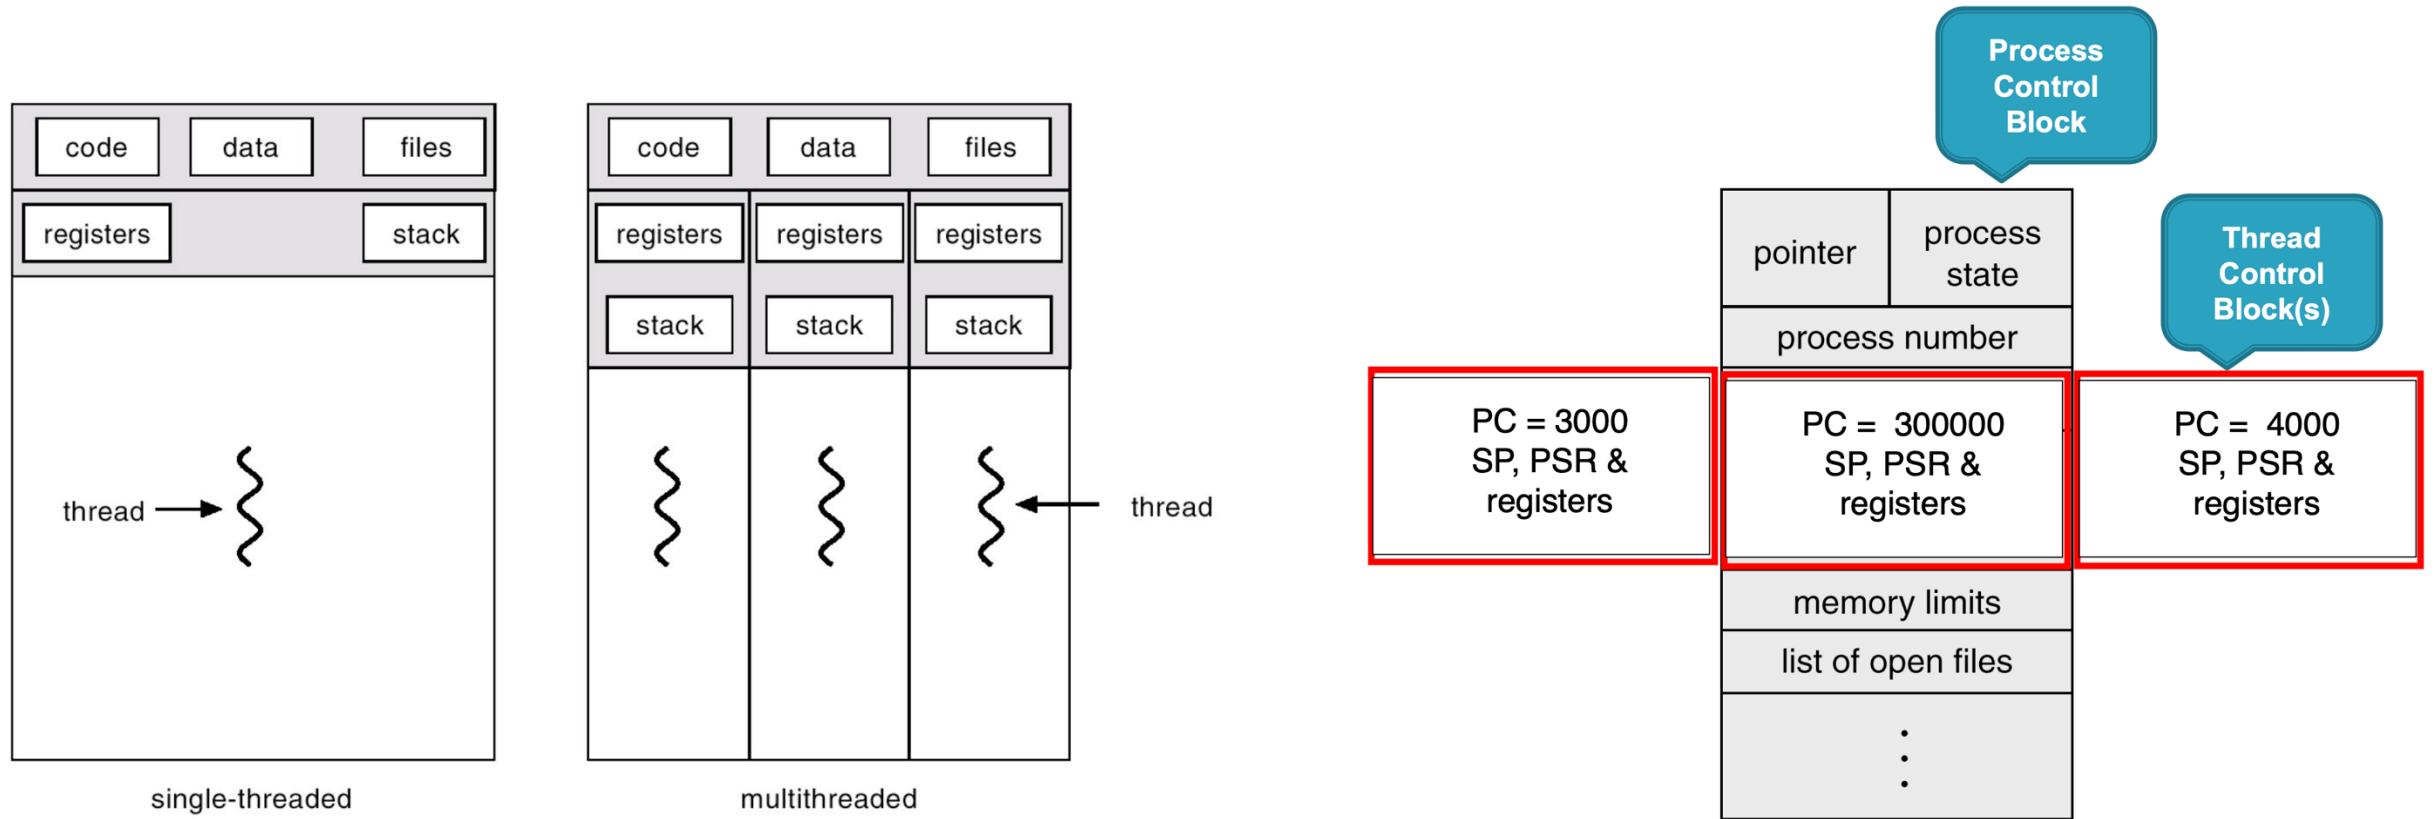 code data files
registers stack
thread
single-threaded
code data files
registers registers registers
stack stack stack
thread
multithreaded
Process
Control
Block
Thread
Control
Block(s)
pointer
process
state
process number
PC = 3000
SP, PSR &
registers
PC = 300000
SP, PSR &
registers
PC = 4000
SP, PSR &
registers
memory limits
list of open files